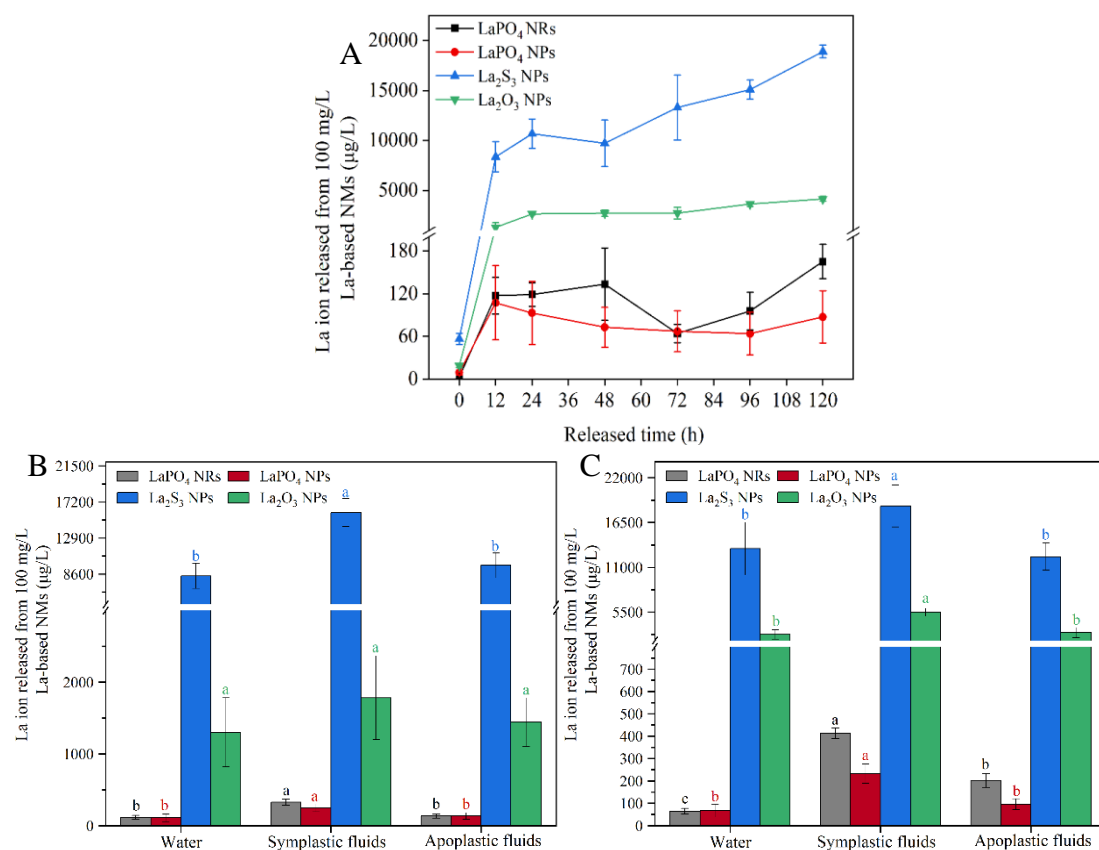 A
LaPO₄ NRs
LaPO₄ NPs
La₂S₃ NPs
La₂O₃ NPs
La ion released from 100 mg/L
La-based NMs (μg/L)
20000
15000
10000
5000
180
120
60
0
0 12 24 36 48 60 72 84 96 108 120
Released time (h)
B
LaPO₄ NRs LaPO₄ NPs
La₂S₃ NPs La₂O₃ NPs
La ion released from 100 mg/L
La-based NMs (μg/L)
21500
17200
12900
8600
2000
1000
0
b b b a
a a a a
b b b a
Water Symplastic fluids Apoplastic fluids
C
LaPO₄ NRs LaPO₄ NPs
La₂S₃ NPs La₂O₃ NPs
La ion released from 100 mg/L
La-based NMs (μg/L)
22000
16500
11000
5500
700
600
500
400
300
200
100
0
c b b b
a a a a
b b b b
Water Symplastic fluids Apoplastic fluids